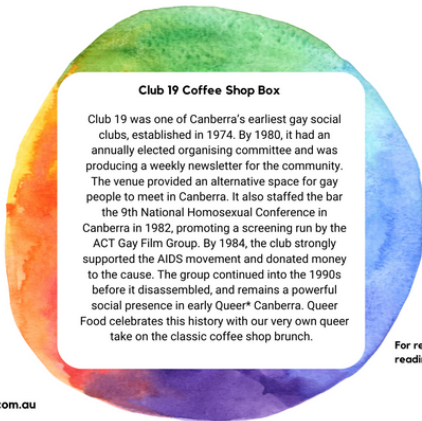 Club 19 Coffee Shop Box
Club 19 was one of Canberra's earliest gay social
clubs, established in 1974. By 1980, it had an
annually elected organising committee and was
producing a weekly newsletter for the community.
The venue provided an alternative space for gay
people to meet in Canberra. It also staffed the bar
the 9th National Homosexual Conference in
Canberra in 1982, promoting a screening run by the
ACT Gay Film Group. By 1984, the club strongly
supported the AIDS movement and donated money
to the cause. The group continued into the 1990s
before it disassembled, and remains a powerful
social presence in early Queer* Canberra. Queer
Food celebrates this history with our very own queer
take on the classic coffee shop brunch.
For re
readin
com.au